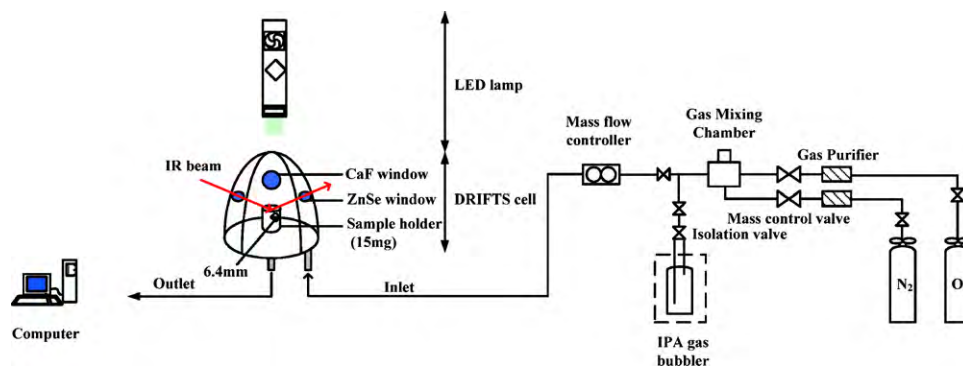 LED lamp
Mass flow
controller
Gas Mixing
Chamber
Gas Purifier
IR beam
CaF window
ZnSe window
DRIFTS cell
Sample holder
(15mg)
6.4mm
Mass control valve
Isolation valve
Outlet
Inlet
N2
O
IPA gas
bubbler
Computer